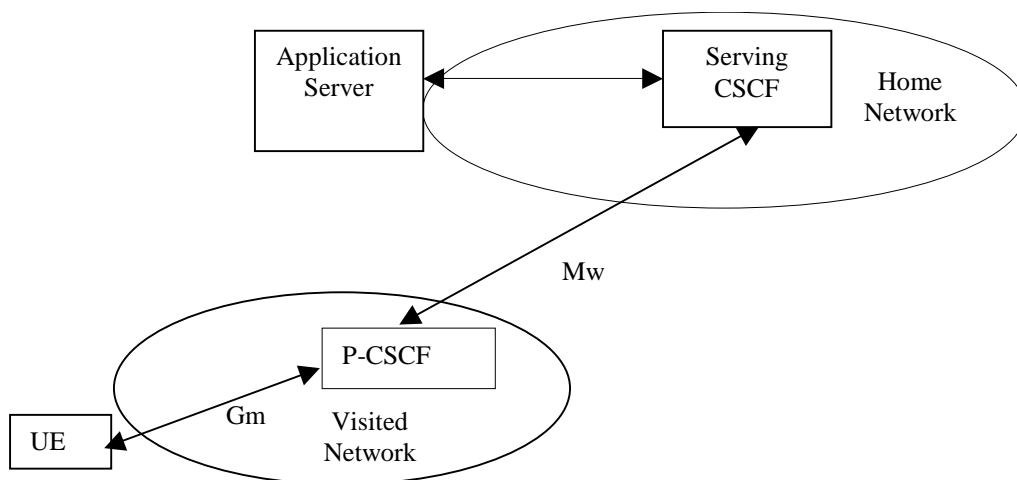 Application
Server
Serving
CSCF
Home
Network
Mw
P-CSCF
Gm
Visited
Network
UE